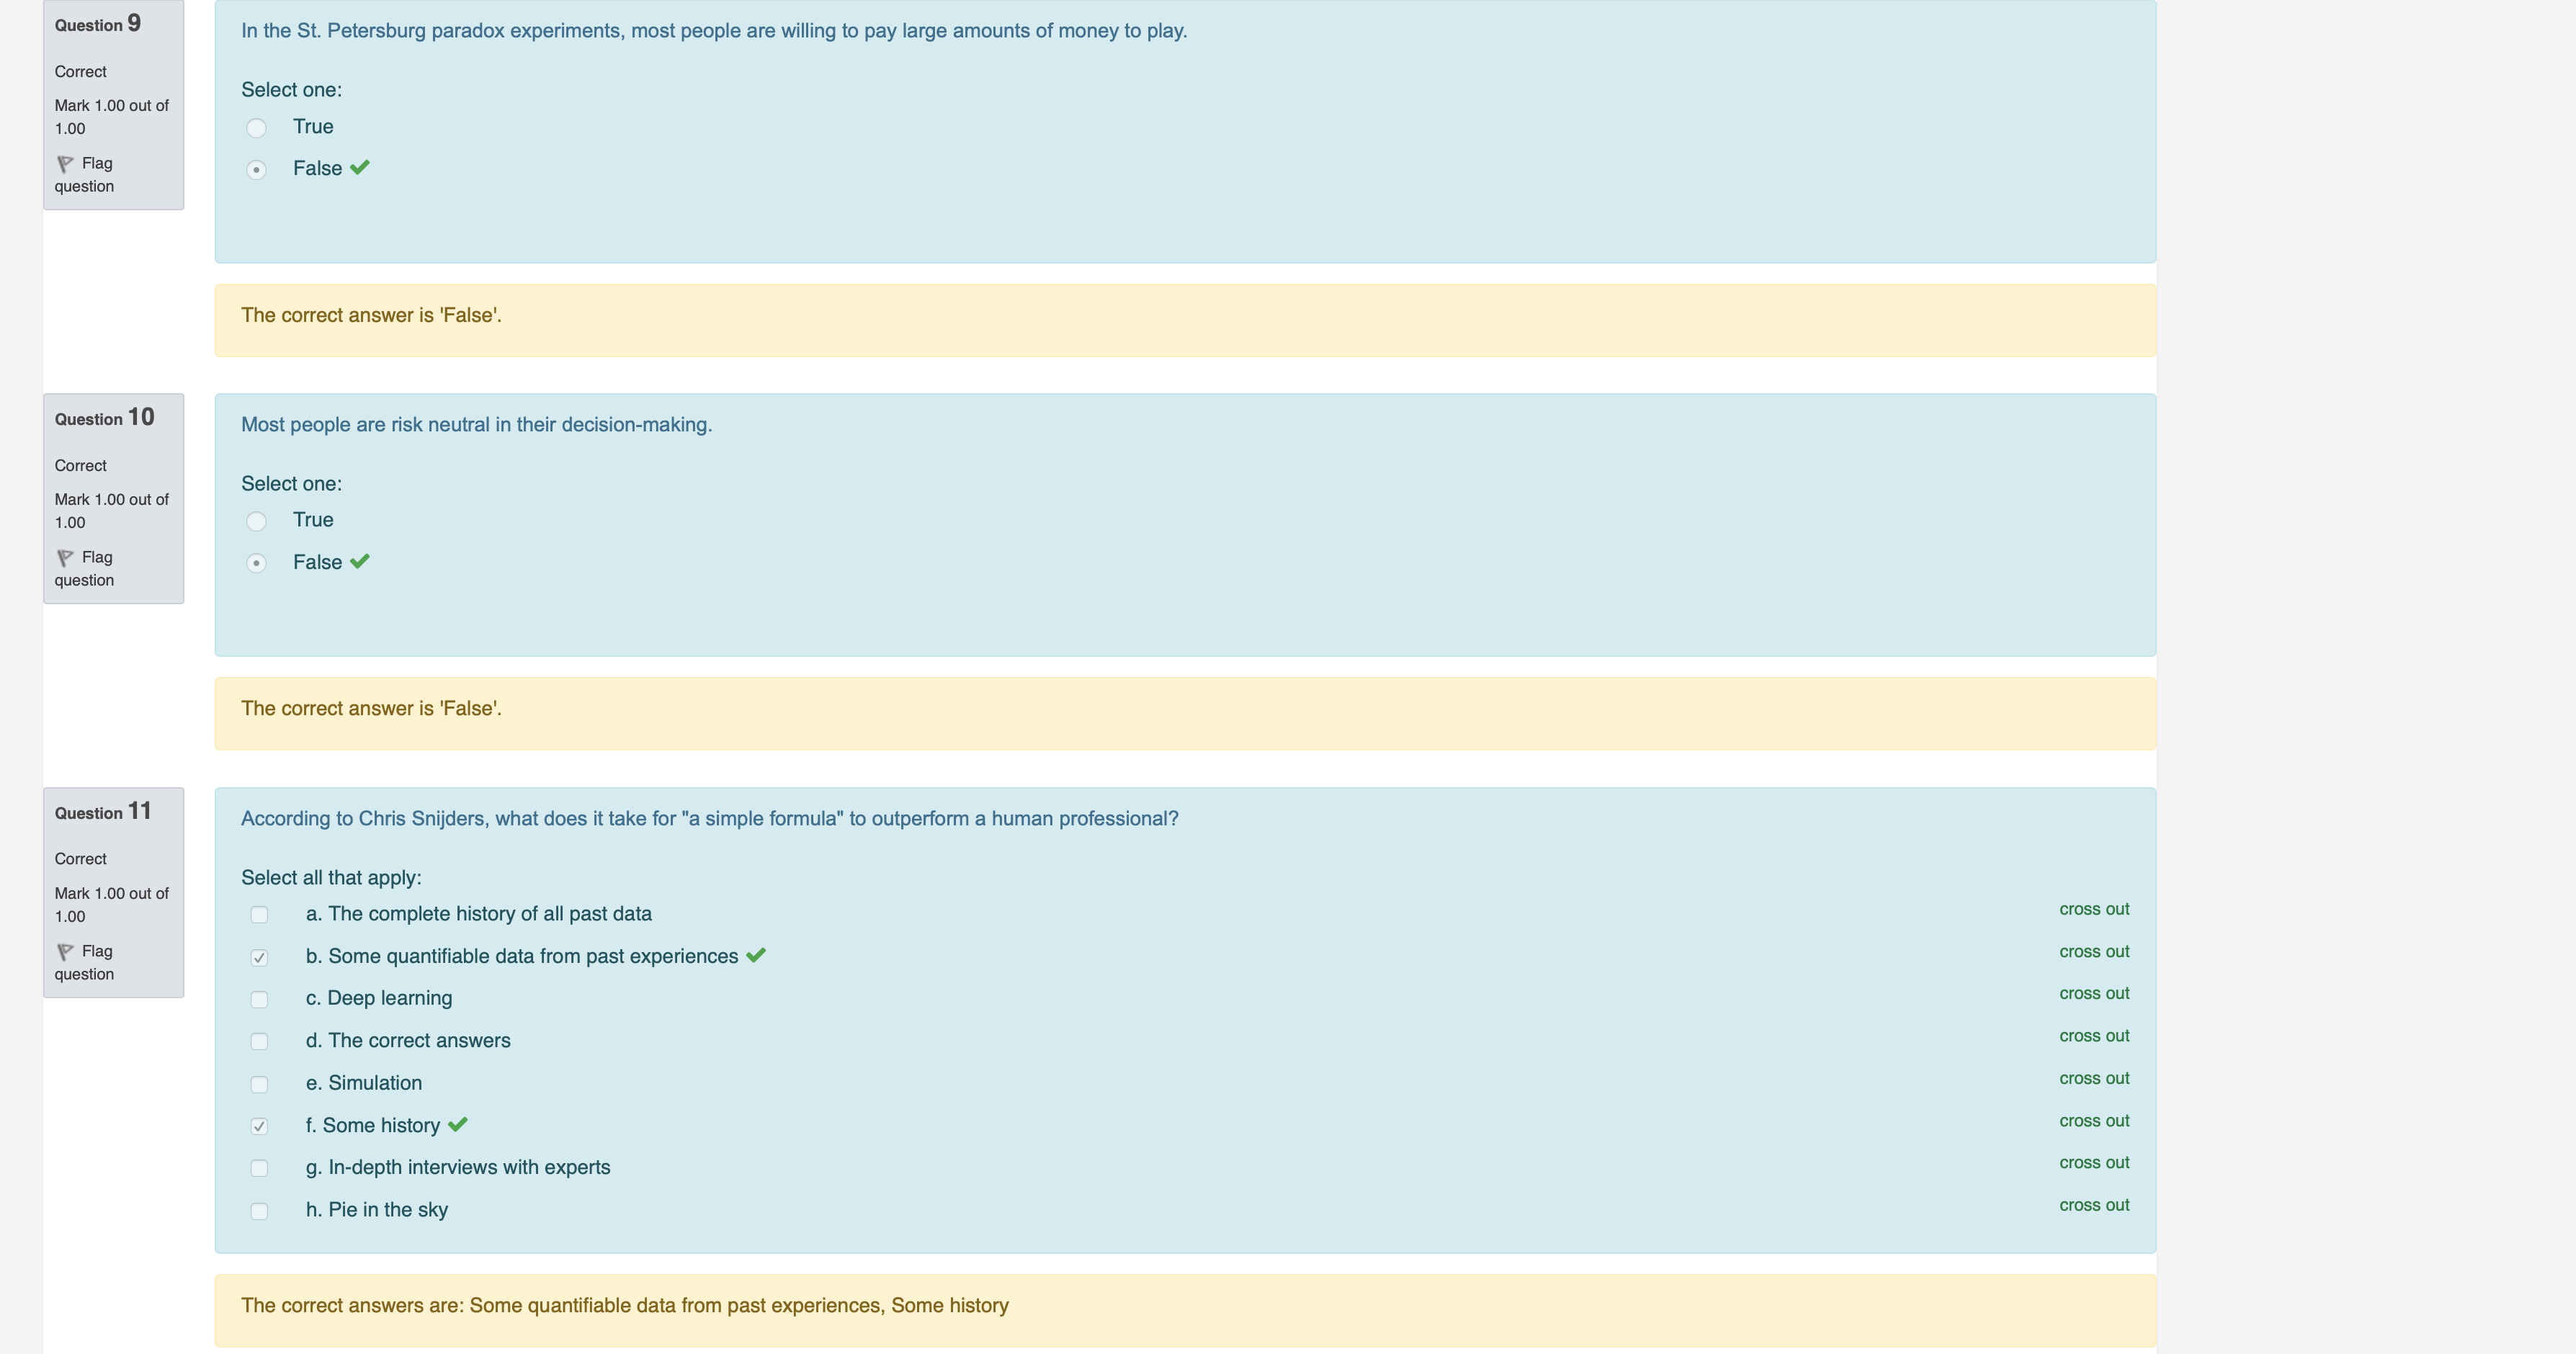 Question 9
Correct
Mark 1.00 out of
1.00
Flag
question
In the St. Petersburg paradox experiments, most people are willing to pay large amounts of money to play.
Select one:
True
False
The correct answer is 'False'.
Question 10
Correct
Mark 1.00 out of
1.00
Flag
question
Most people are risk neutral in their decision-making.
Select one:
True
False
The correct answer is 'False'.
Question 11
Correct
Mark 1.00 out of
1.00
Flag
question
According to Chris Snijders, what does it take for "a simple formula" to outperform a human professional?
Select all that apply:
a. The complete history of all past data cross out
b. Some quantifiable data from past experiences cross out
c. Deep learning cross out
d. The correct answers cross out
e. Simulation cross out
f. Some history cross out
g. In-depth interviews with experts cross out
h. Pie in the sky cross out
The correct answers are: Some quantifiable data from past experiences, Some history